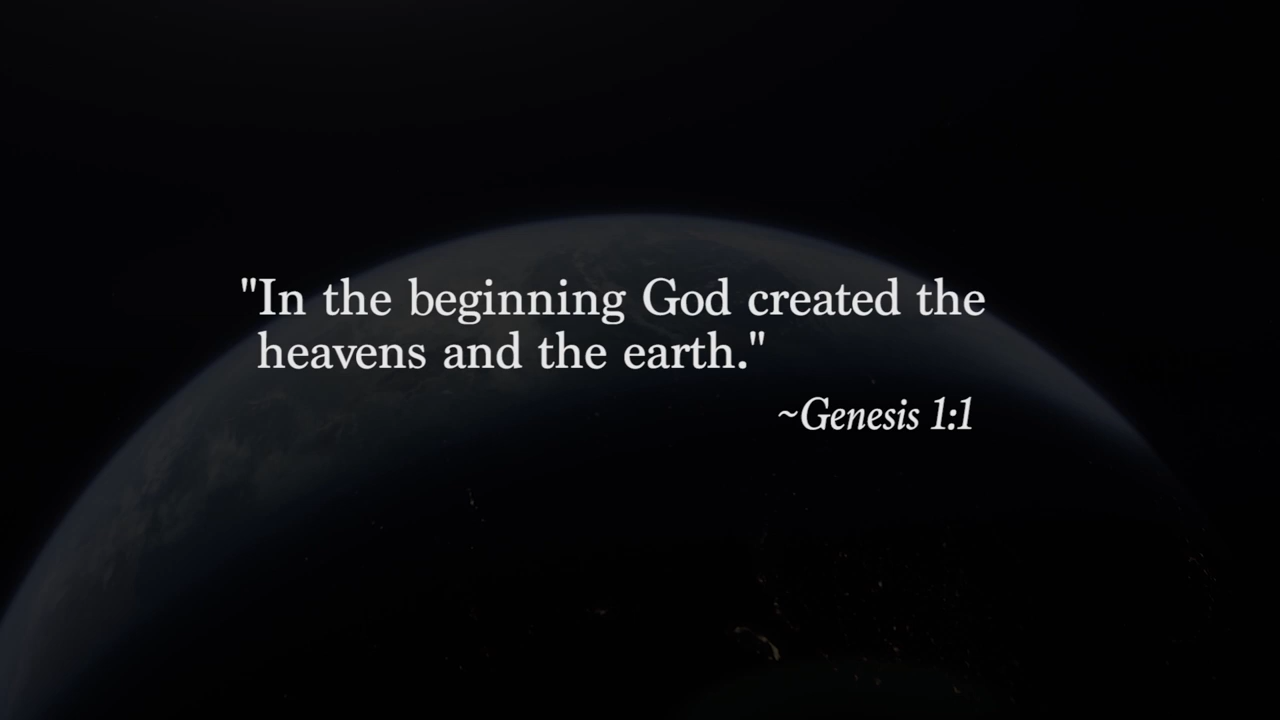 "In the beginning God created the
heavens and the earth."
~Genesis 1:1